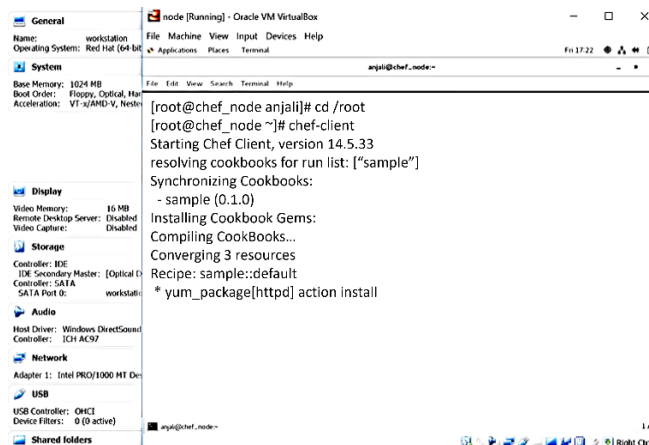 General
Name: workstation
Operating System: Red Hat (64-bit
System
Base Memory: 1024 MB
Boot Order: Floppy, Optical, Har
Acceleration: VT-x/AMD-V, Neste
Display
Video Memory: 16 MB
Remote Desktop Server: Disabled
Video Capture: Disabled
Storage
Controller: IDE
IDE Secondary Master: [Optical D
Controller: SATA
SATA Port 0: workstatio
Audio
Host Driver: Windows DirectSound
Controller: ICH AC97
Network
Adapter 1: Intel PRO/1000 MT Des
USB
USB Controller: OHCI
Device Filters: 0 (0 active)
Shared folders
node [Running] - Oracle VM VirtualBox
File Machine View Input Devices Help
Applications Places Terminal Fri 17:22
anjali@chef_node:~
File Edit View Search Terminal Help
[root@chef_node anjali]# cd /root
[root@chef_node ~]# chef-client
Starting Chef Client, version 14.5.33
resolving cookbooks for run list: [“sample”]
Synchronizing Cookbooks:
- sample (0.1.0)
Installing Cookbook Gems:
Compiling CookBooks...
Converging 3 resources
Recipe: sample::default
* yum_package[httpd] action install
anjali@chef_node:~ 1 /
Right Ctr